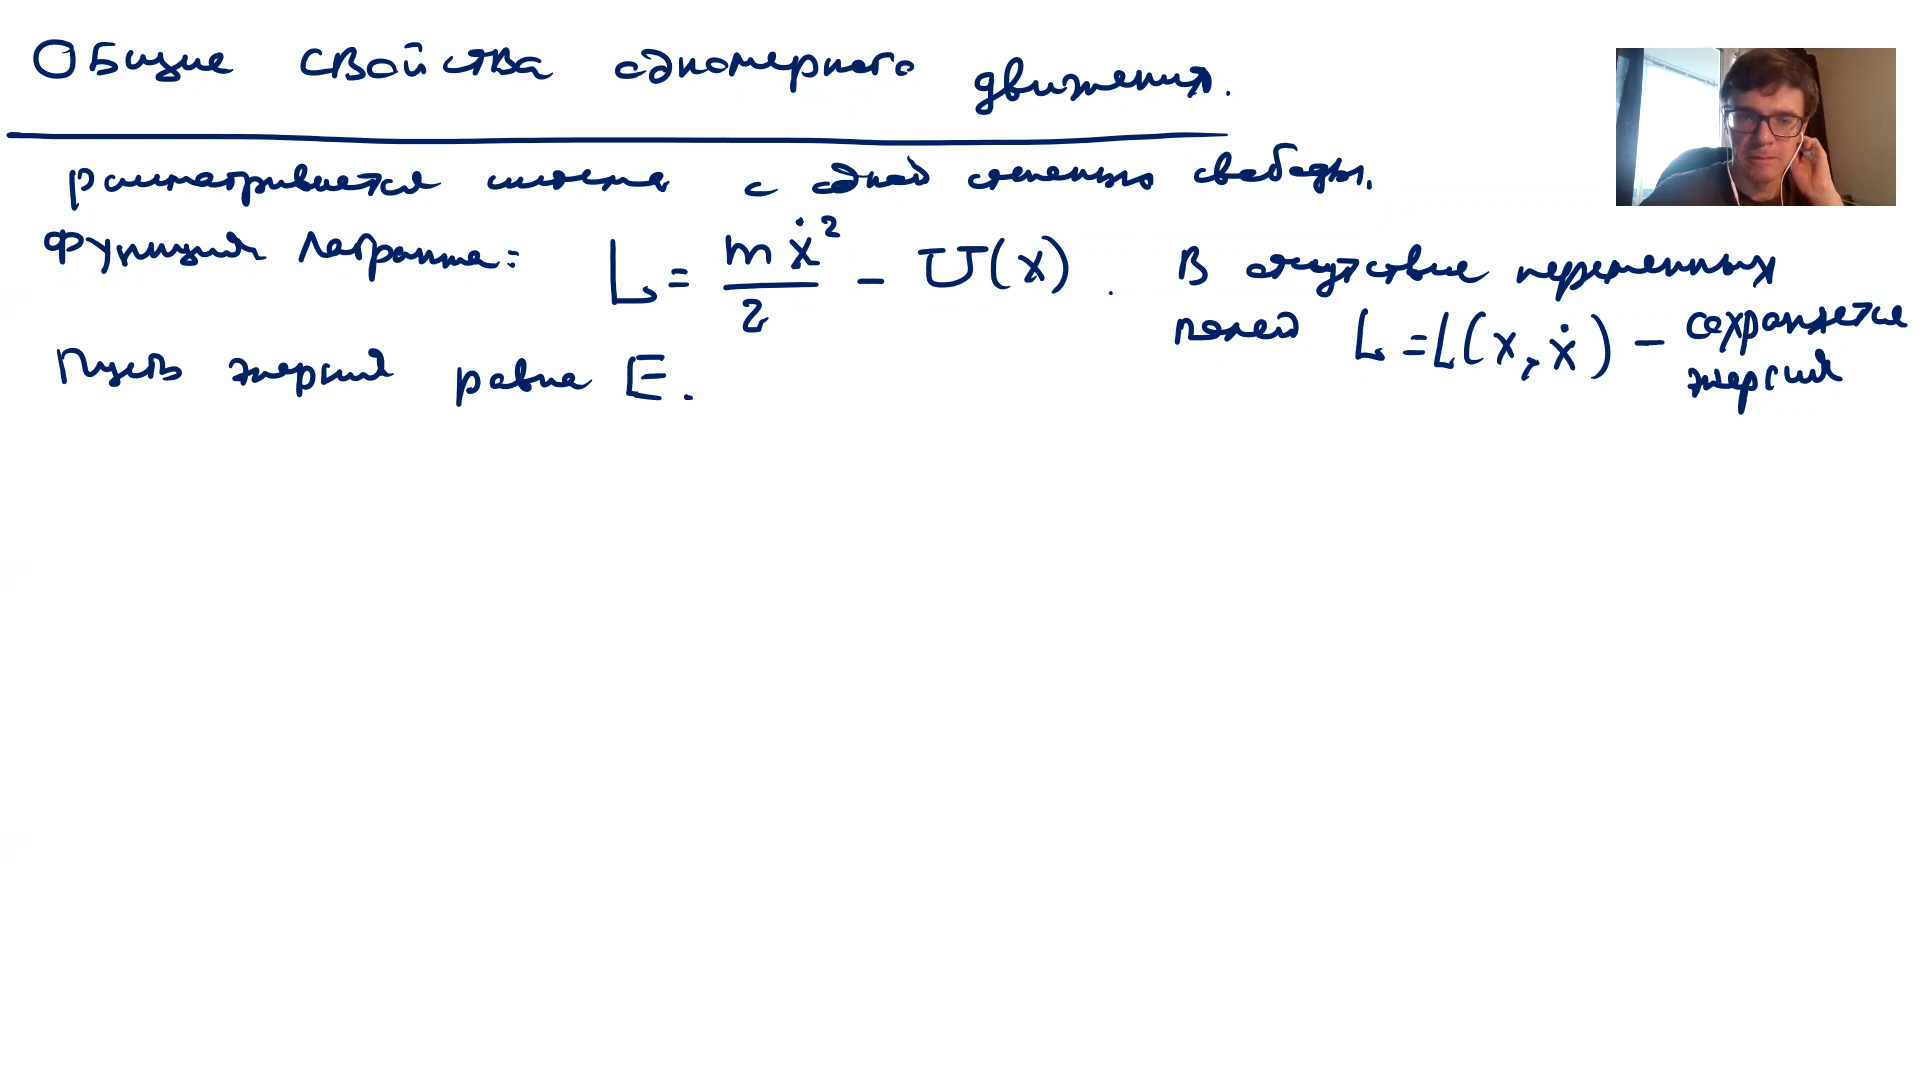 Общие свойства одномерного движения.
рассматривается система с одной степенью свободы.
Функция Лагранжа: L = mẋ²/2 - U(x).
В отсутствие переменных
полей L = L(x, ẋ) - сохраняется
энергия
Пусть энергия равна E.